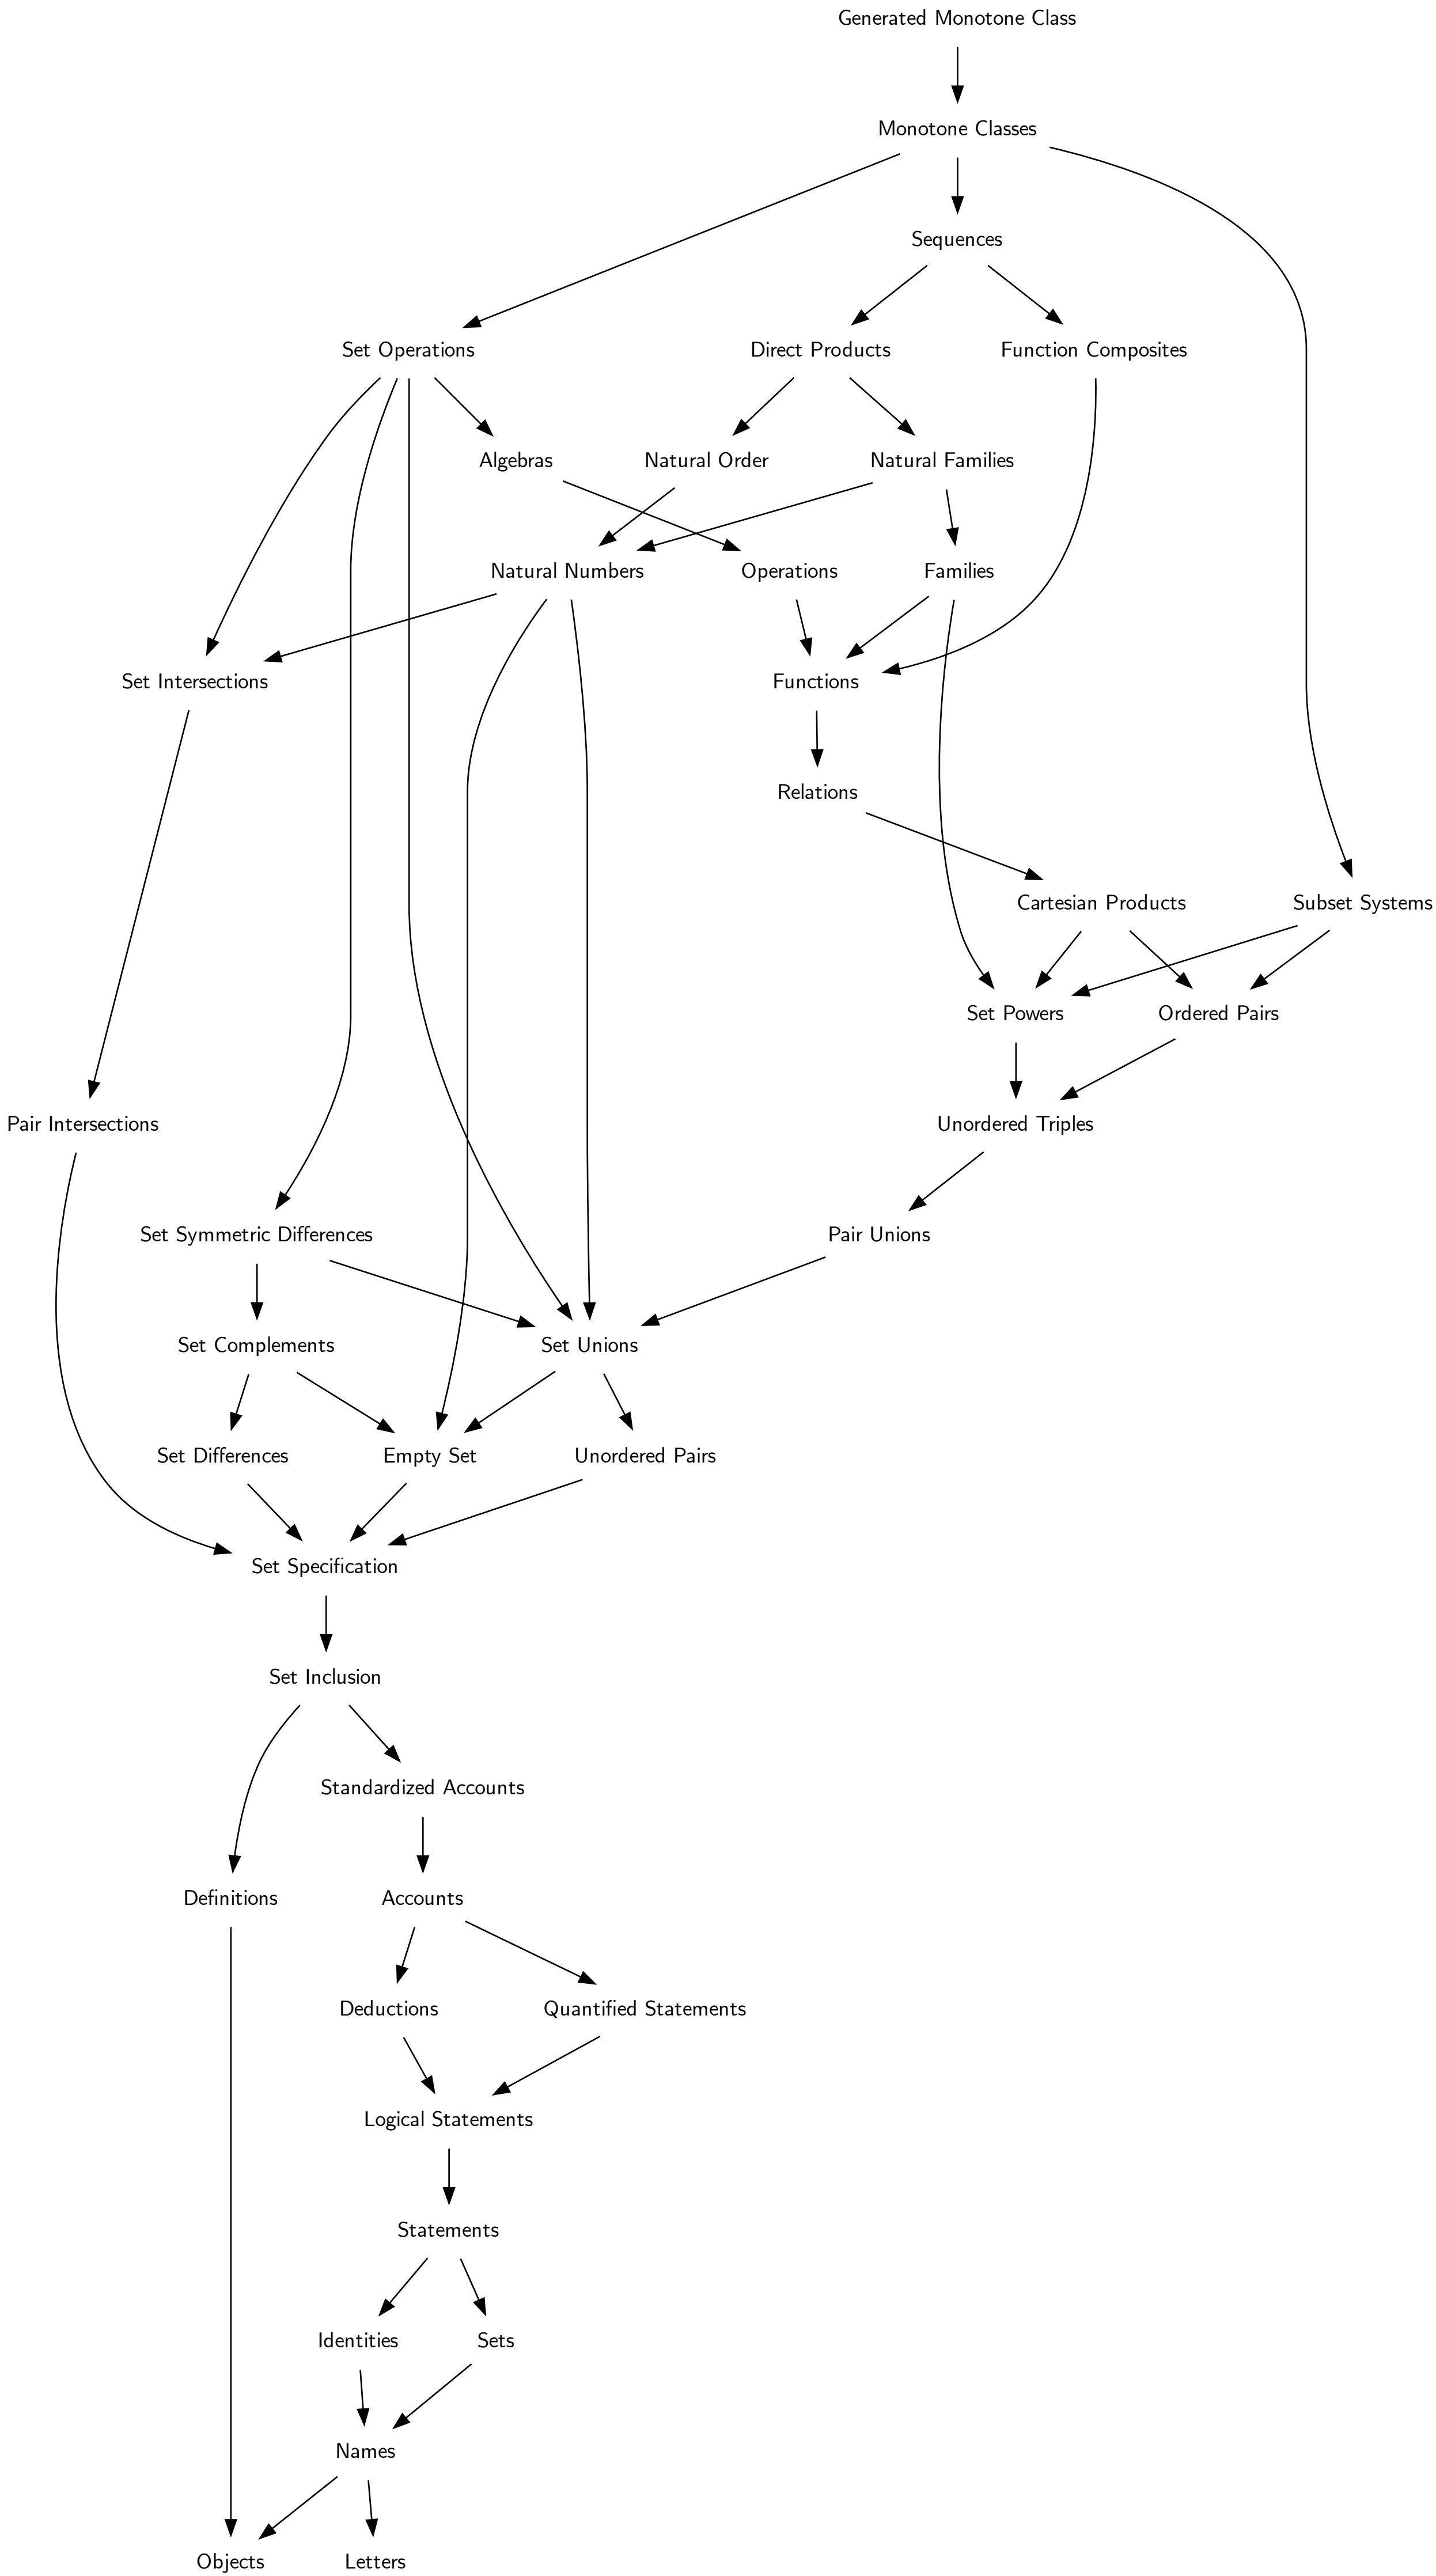 Generated Monotone Class
Monotone Classes
Sequences
Set Operations
Direct Products
Function Composites
Algebras
Natural Order
Natural Families
Natural Numbers
Operations
Families
Set Intersections
Functions
Relations
Cartesian Products
Subset Systems
Set Powers
Ordered Pairs
Pair Intersections
Unordered Triples
Set Symmetric Differences
Pair Unions
Set Complements
Set Unions
Set Differences
Empty Set
Unordered Pairs
Set Specification
Set Inclusion
Standardized Accounts
Definitions
Accounts
Deductions
Quantified Statements
Logical Statements
Statements
Identities
Sets
Names
Objects
Letters